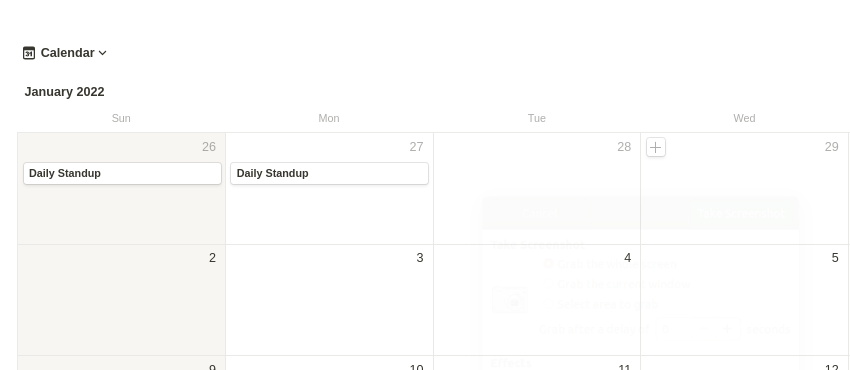 Calendar
January 2022
Sun Mon Tue Wed
26 27 28 29
Daily Standup Daily Standup
2 3 4 5
9 10 11 12